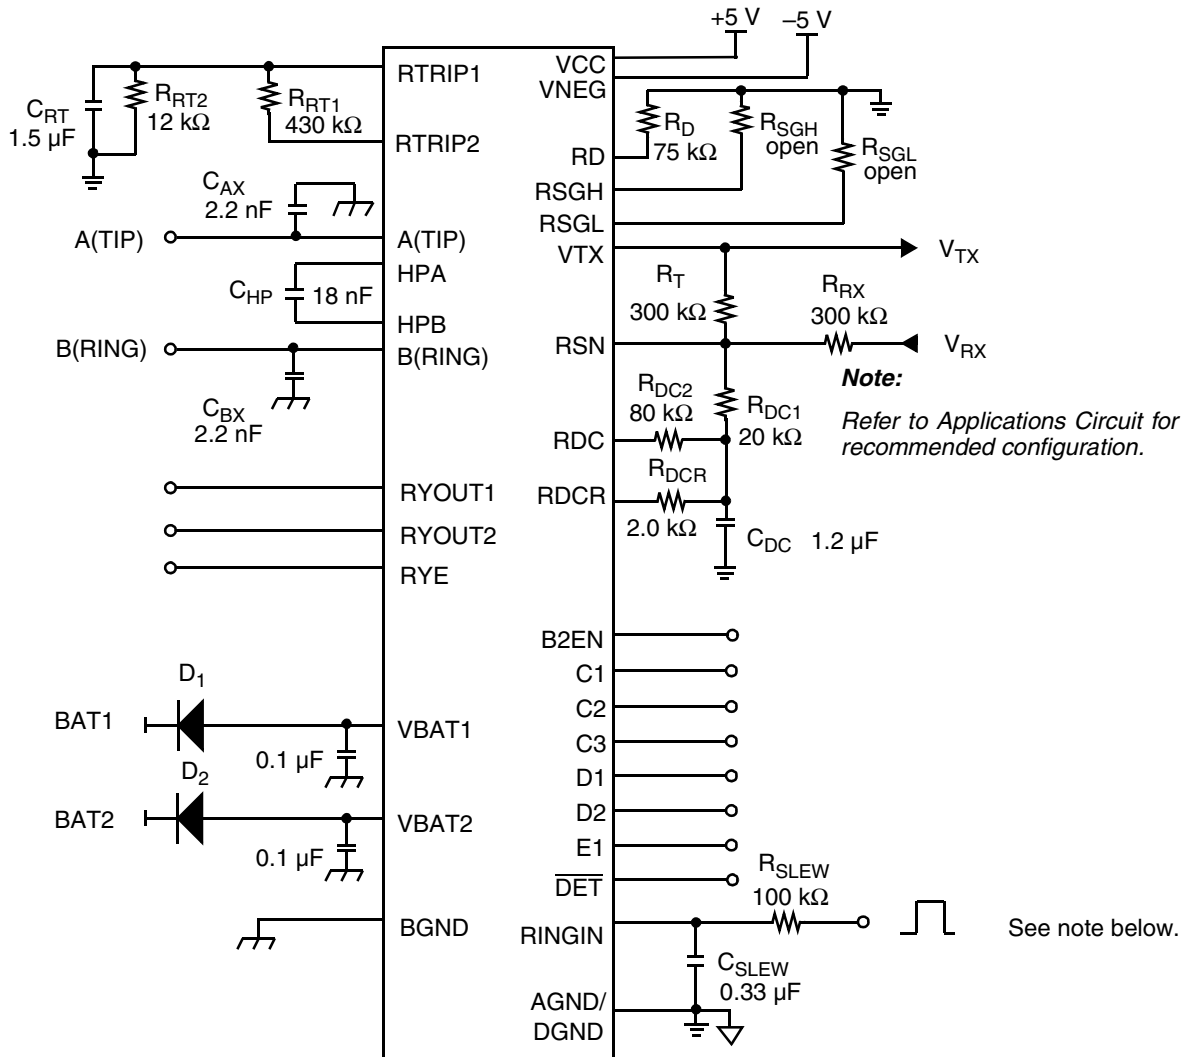 +5 V
–5 V
RTRIP1
VCC
VNEG
C_RT
1.5 µF
R_RT2
12 kΩ
R_RT1
430 kΩ
RTRIP2
R_D
75 kΩ
R_SGH
open
R_SGL
open
RD
RSGH
RSGL
C_AX
2.2 nF
A(TIP)
A(TIP)
VTX
V_TX
HPA
C_HP
18 nF
HPB
R_T
300 kΩ
R_RX
300 kΩ
B(RING)
B(RING)
RSN
V_RX
Note:
Refer to Applications Circuit for
recommended configuration.
C_BX
2.2 nF
R_DC2
80 kΩ
R_DC1
20 kΩ
RDC
R_DCR
RDCR
2.0 kΩ
C_DC 1.2 µF
RYOUT1
RYOUT2
RYE
B2EN
C1
C2
C3
D1
D2
E1
DET
D_1
BAT1
VBAT1
0.1 µF
D_2
BAT2
VBAT2
0.1 µF
R_SLEW
100 kΩ
BGND
RINGIN
See note below.
C_SLEW
0.33 µF
AGND/
DGND